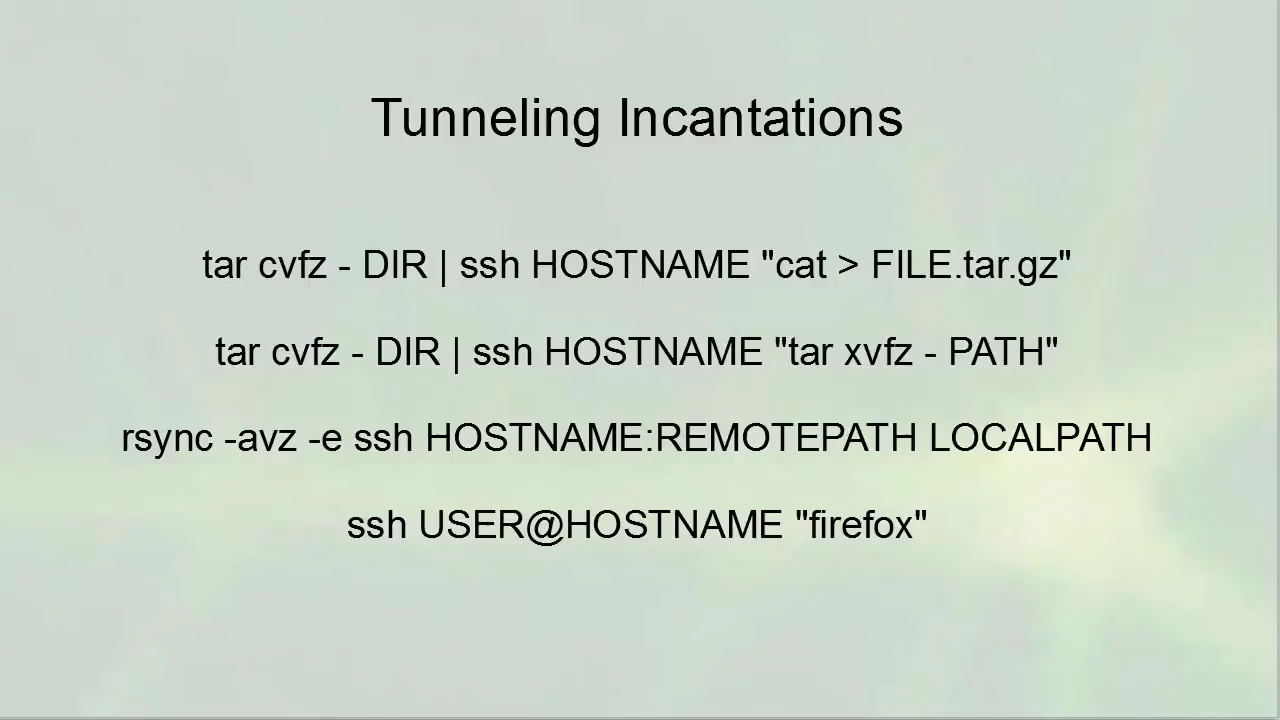 Tunneling Incantations
tar cvfz - DIR | ssh HOSTNAME "cat > FILE.tar.gz"
tar cvfz - DIR | ssh HOSTNAME "tar xvfz - PATH"
rsync -avz -e ssh HOSTNAME:REMOTEPATH LOCALPATH
ssh USER@HOSTNAME "firefox"